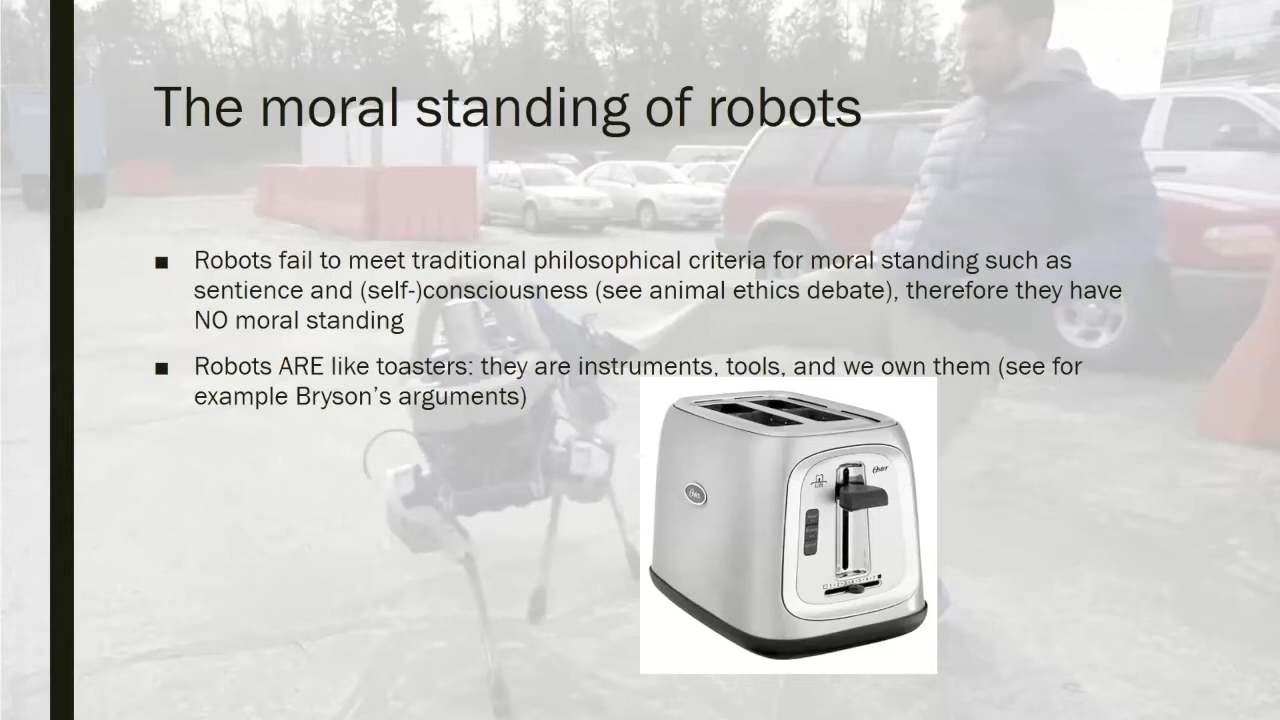 The moral standing of robots
■ Robots fail to meet traditional philosophical criteria for moral standing such as
sentience and (self-)consciousness (see animal ethics debate), therefore they have
NO moral standing
■ Robots ARE like toasters: they are instruments, tools, and we own them (see for
example Bryson’s arguments)
Oster
Oster